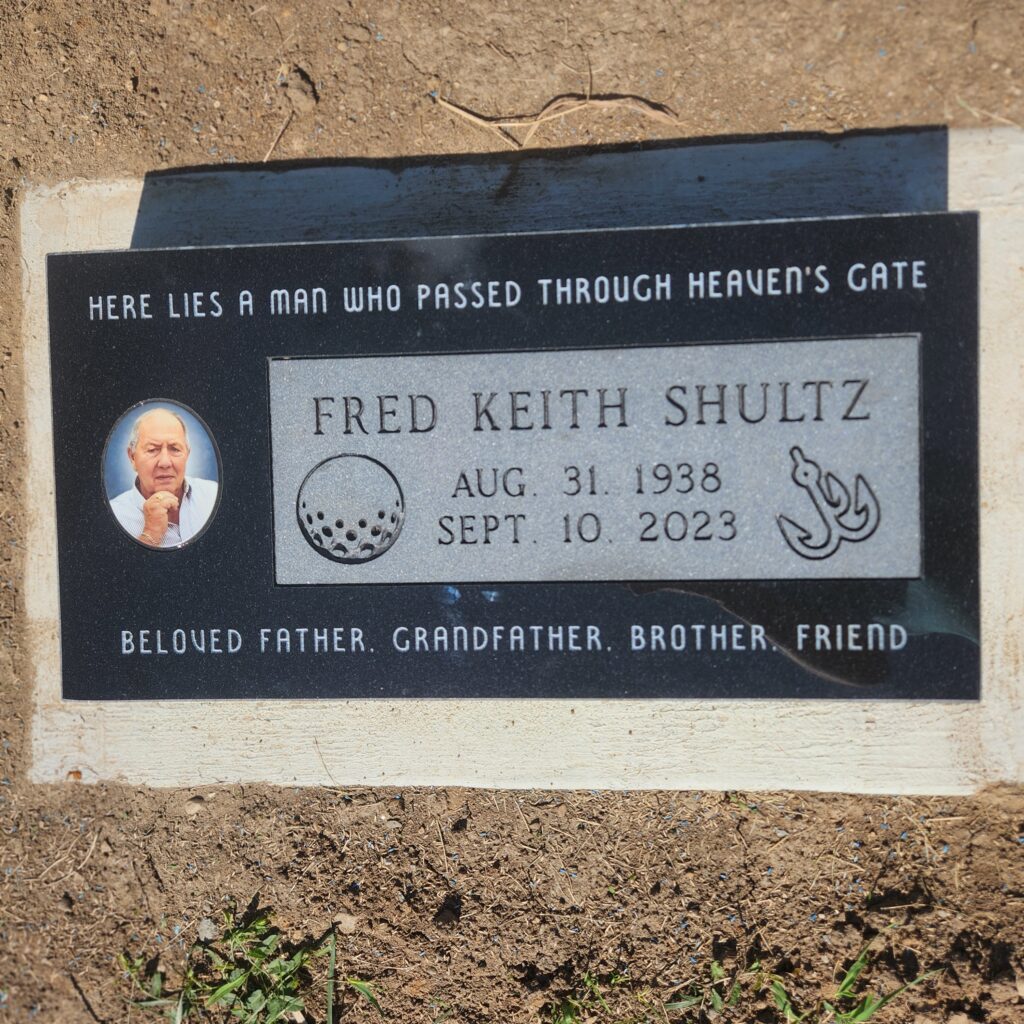 HERE LIES A MAN WHO PASSED THROUGH HEAVEN'S GATE
FRED KEITH SHULTZ
AUG. 31. 1938
SEPT. 10. 2023
BELOVED FATHER. GRANDFATHER. BROTHER. FRIEND